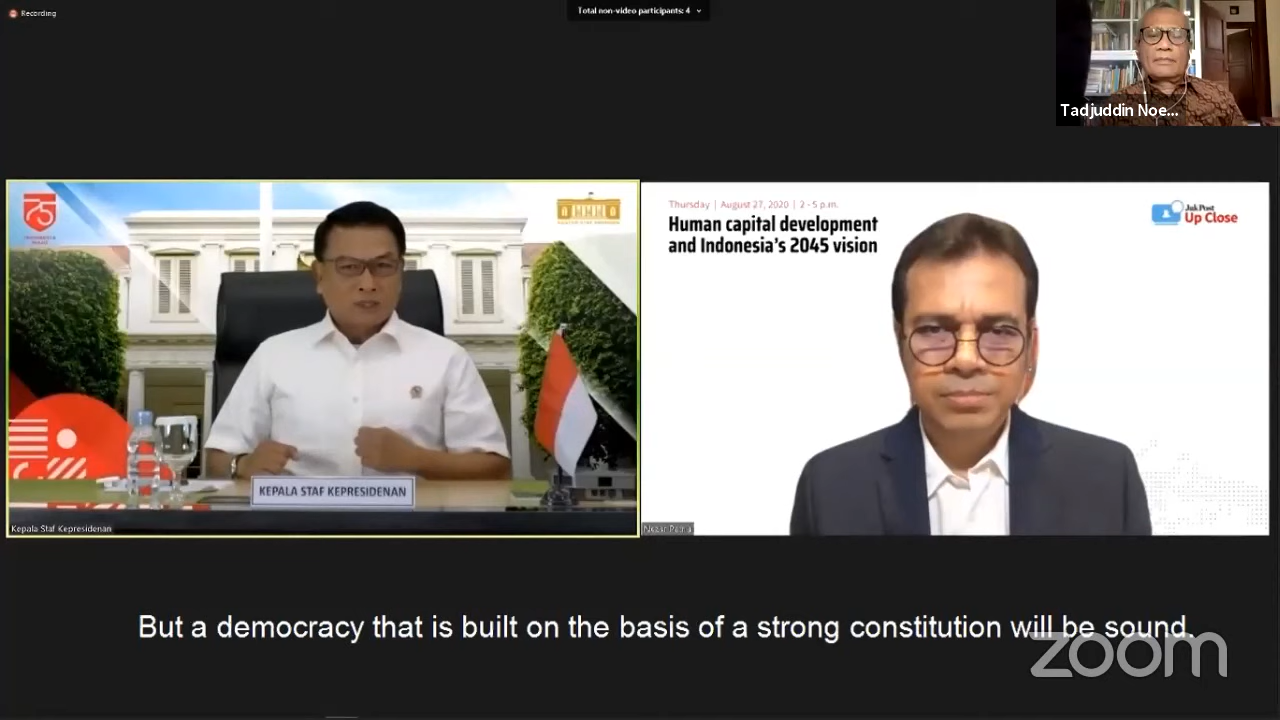 Recording
Total non-video participants: 4
Tadjuddin Noe...
75
Thursday | August 27, 2020 | 2 - 5 p.m.
Human capital development
and Indonesia's 2045 vision
JakPost
Up Close
KEPALA STAF KEPRESIDENAN
Kepala Staf Kepresidenan
But a democracy that is built on the basis of a strong constitution will be sound.
zoom